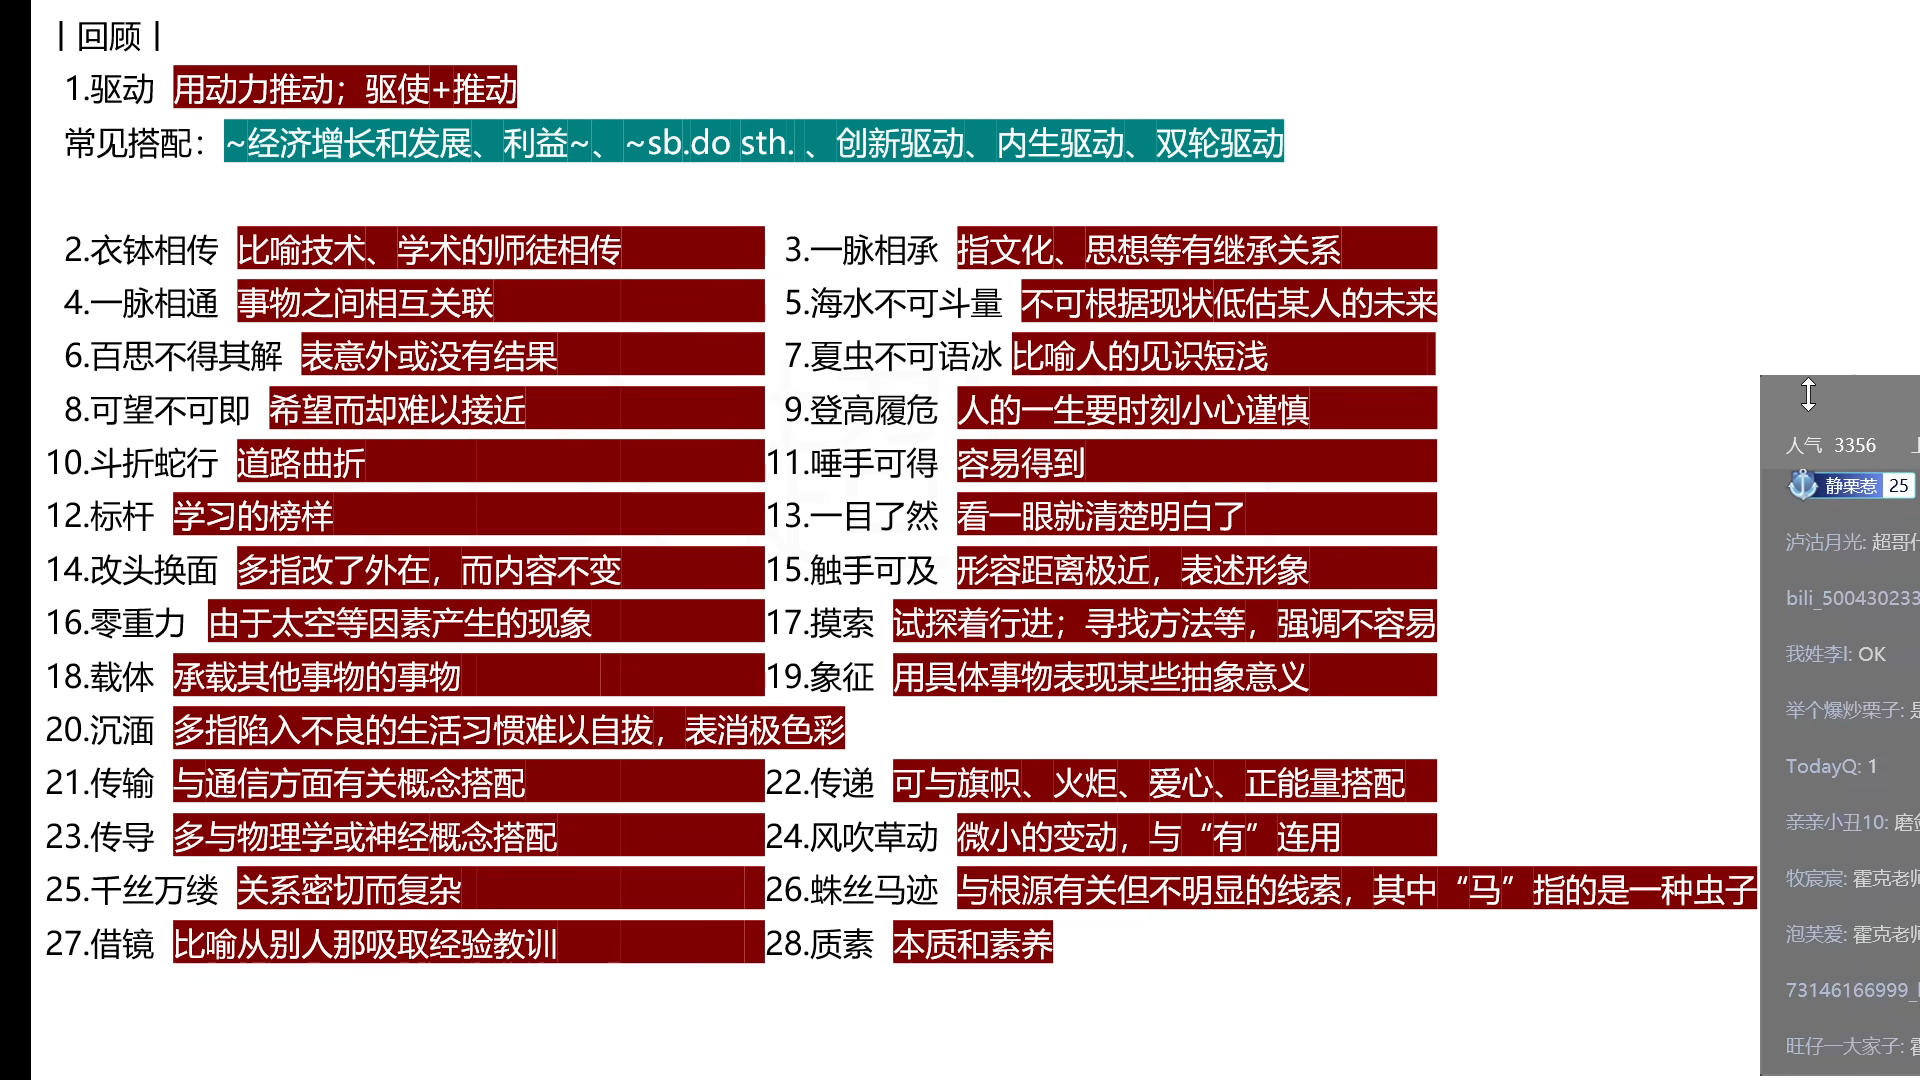 | 回顾 |
1.驱动 用动力推动；驱使+推动
常见搭配：~经济增长和发展、利益~、~sb.do sth. 、创新驱动、内生驱动、双轮驱动
2.衣钵相传 比喻技术、学术的师徒相传 3.一脉相承 指文化、思想等有继承关系
4.一脉相通 事物之间相互关联 5.海水不可斗量 不可根据现状低估某人的未来
6.百思不得其解 表意外或没有结果 7.夏虫不可语冰 比喻人的见识短浅
8.可望不可即 希望而却难以接近 9.登高履危 人的一生要时刻小心谨慎
10.斗折蛇行 道路曲折 11.唾手可得 容易得到
12.标杆 学习的榜样 13.一目了然 看一眼就清楚明白了
14.改头换面 多指改了外在，而内容不变 15.触手可及 形容距离极近，表述形象
16.零重力 由于太空等因素产生的现象 17.摸索 试探着行进；寻找方法等，强调不容易
18.载体 承载其他事物的事物 19.象征 用具体事物表现某些抽象意义
20.沉湎 多指陷入不良的生活习惯难以自拔，表消极色彩
21.传输 与通信方面有关概念搭配 22.传递 可与旗帜、火炬、爱心、正能量搭配
23.传导 多与物理学或神经概念搭配 24.风吹草动 微小的变动，与“有”连用
25.千丝万缕 关系密切而复杂 26.蛛丝马迹 与根源有关但不明显的线索，其中“马”指的是一种虫子
27.借镜 比喻从别人那吸取经验教训 28.质素 本质和素养
人气 3356
静栗惹 25
泸沽月光: 超哥
bili_500430233
我姓李l: OK
举个爆炒栗子:
TodayQ: 1
亲亲小丑10:
牧宸宸: 霍克老师
泡芙爱: 霍克老师
73146166999_
旺仔一大家子: